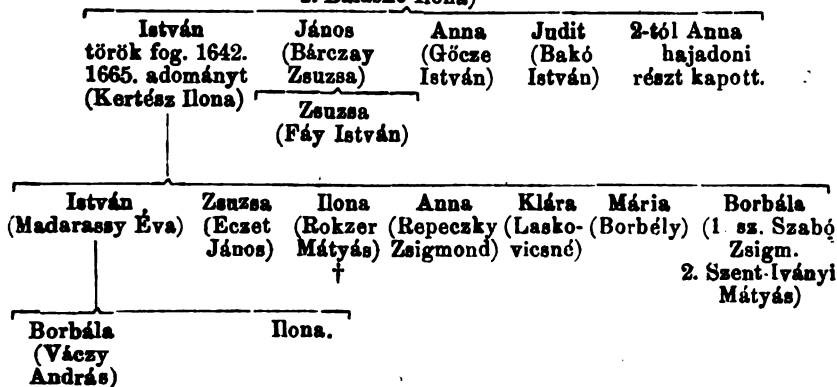 Ilona)
István
török fog. 1642.
1665. adományt
(Kertész Ilona)
János
(Bárczay
Zsuzsa)
Anna
(Gőcze
István)
Judit
(Bakó
István)
2-tól Anna
hajadoni
részt kapott.
Zsuzsa
(Fáy István)
István
(Madarassy Éva)
Zsuzsa
(Eczet
János)
Ilona
(Rokzer
Mátyás)
†
Anna
(Repeczky
Zsigmond)
Klára
(Lasko-
vicsné)
Mária
(Borbély)
Borbála
(1 sz. Szabó
Zsigm.
2. Szent-Iványi
Mátyás)
Borbála
(Váczy
András)
Ilona.